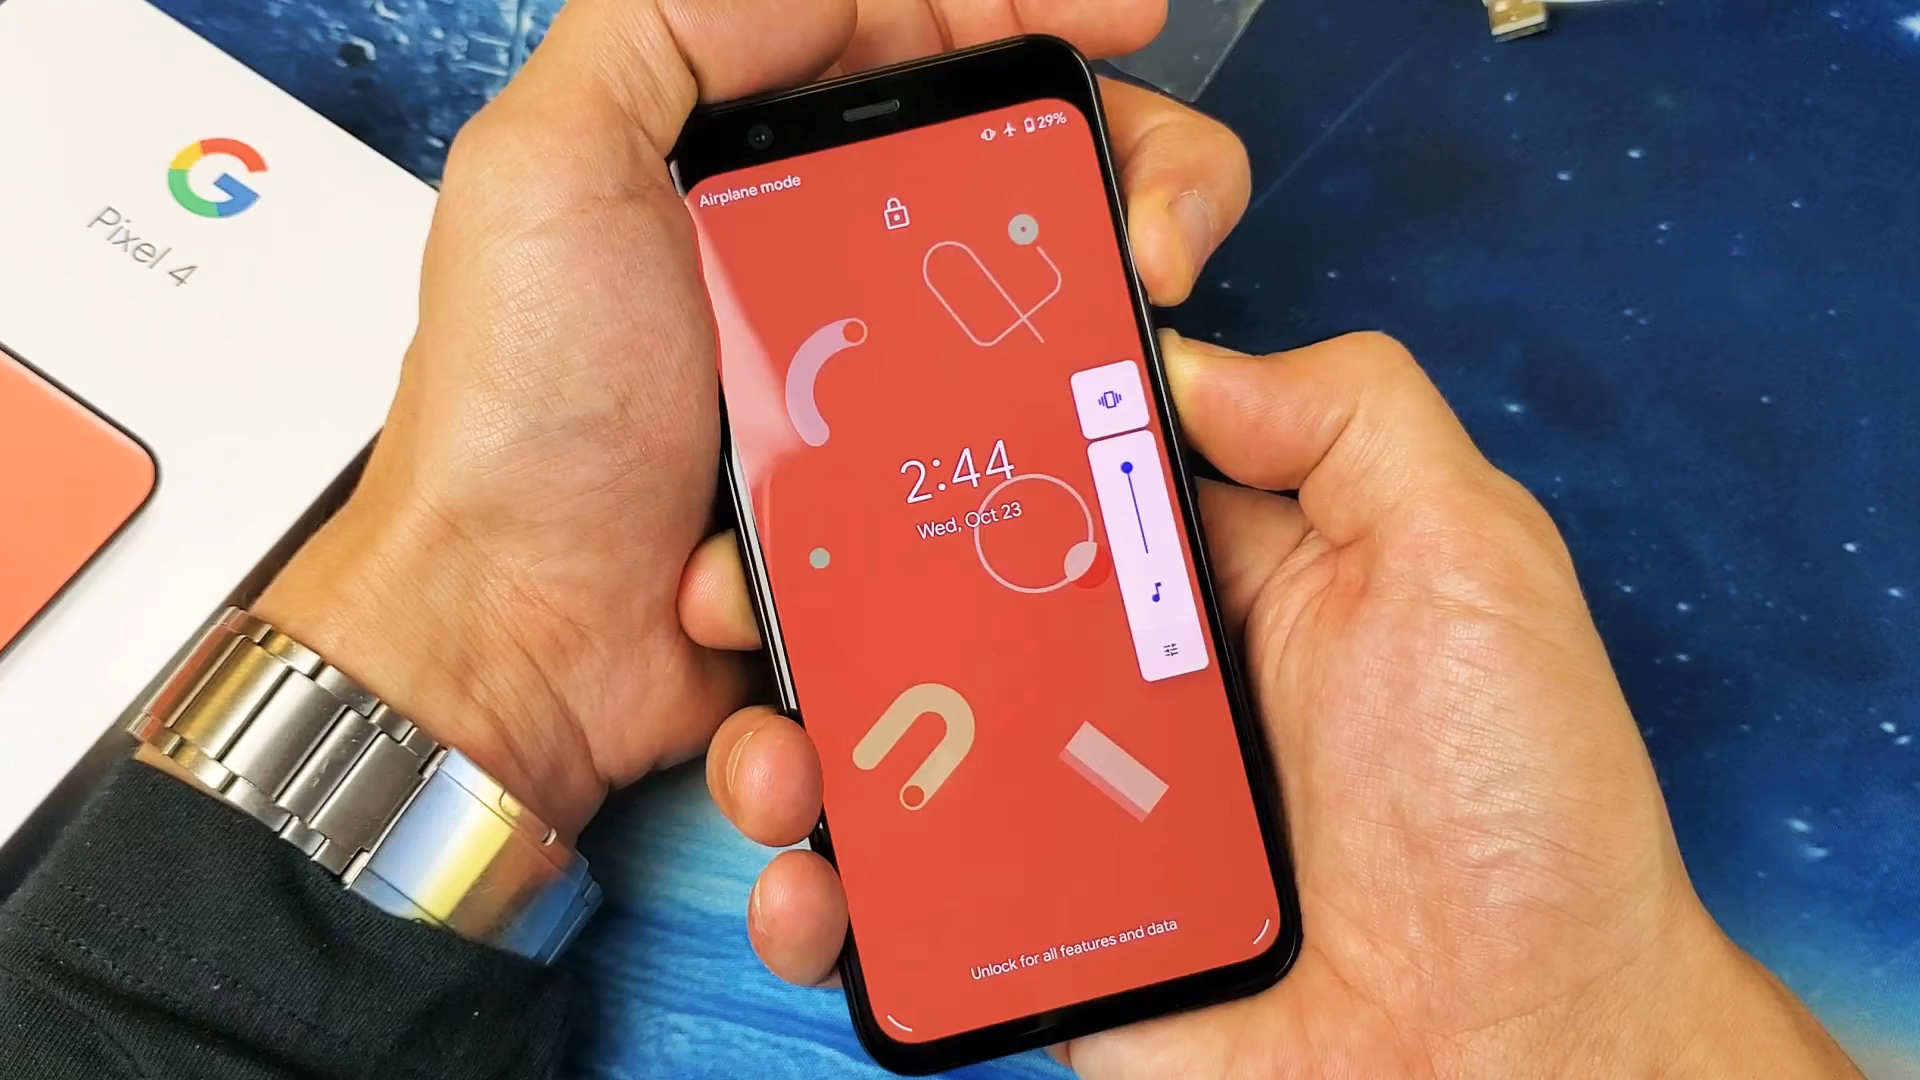 G
Pixel 4
29%
Airplane mode
2:44
Wed, Oct 23
Unlock for all features and data